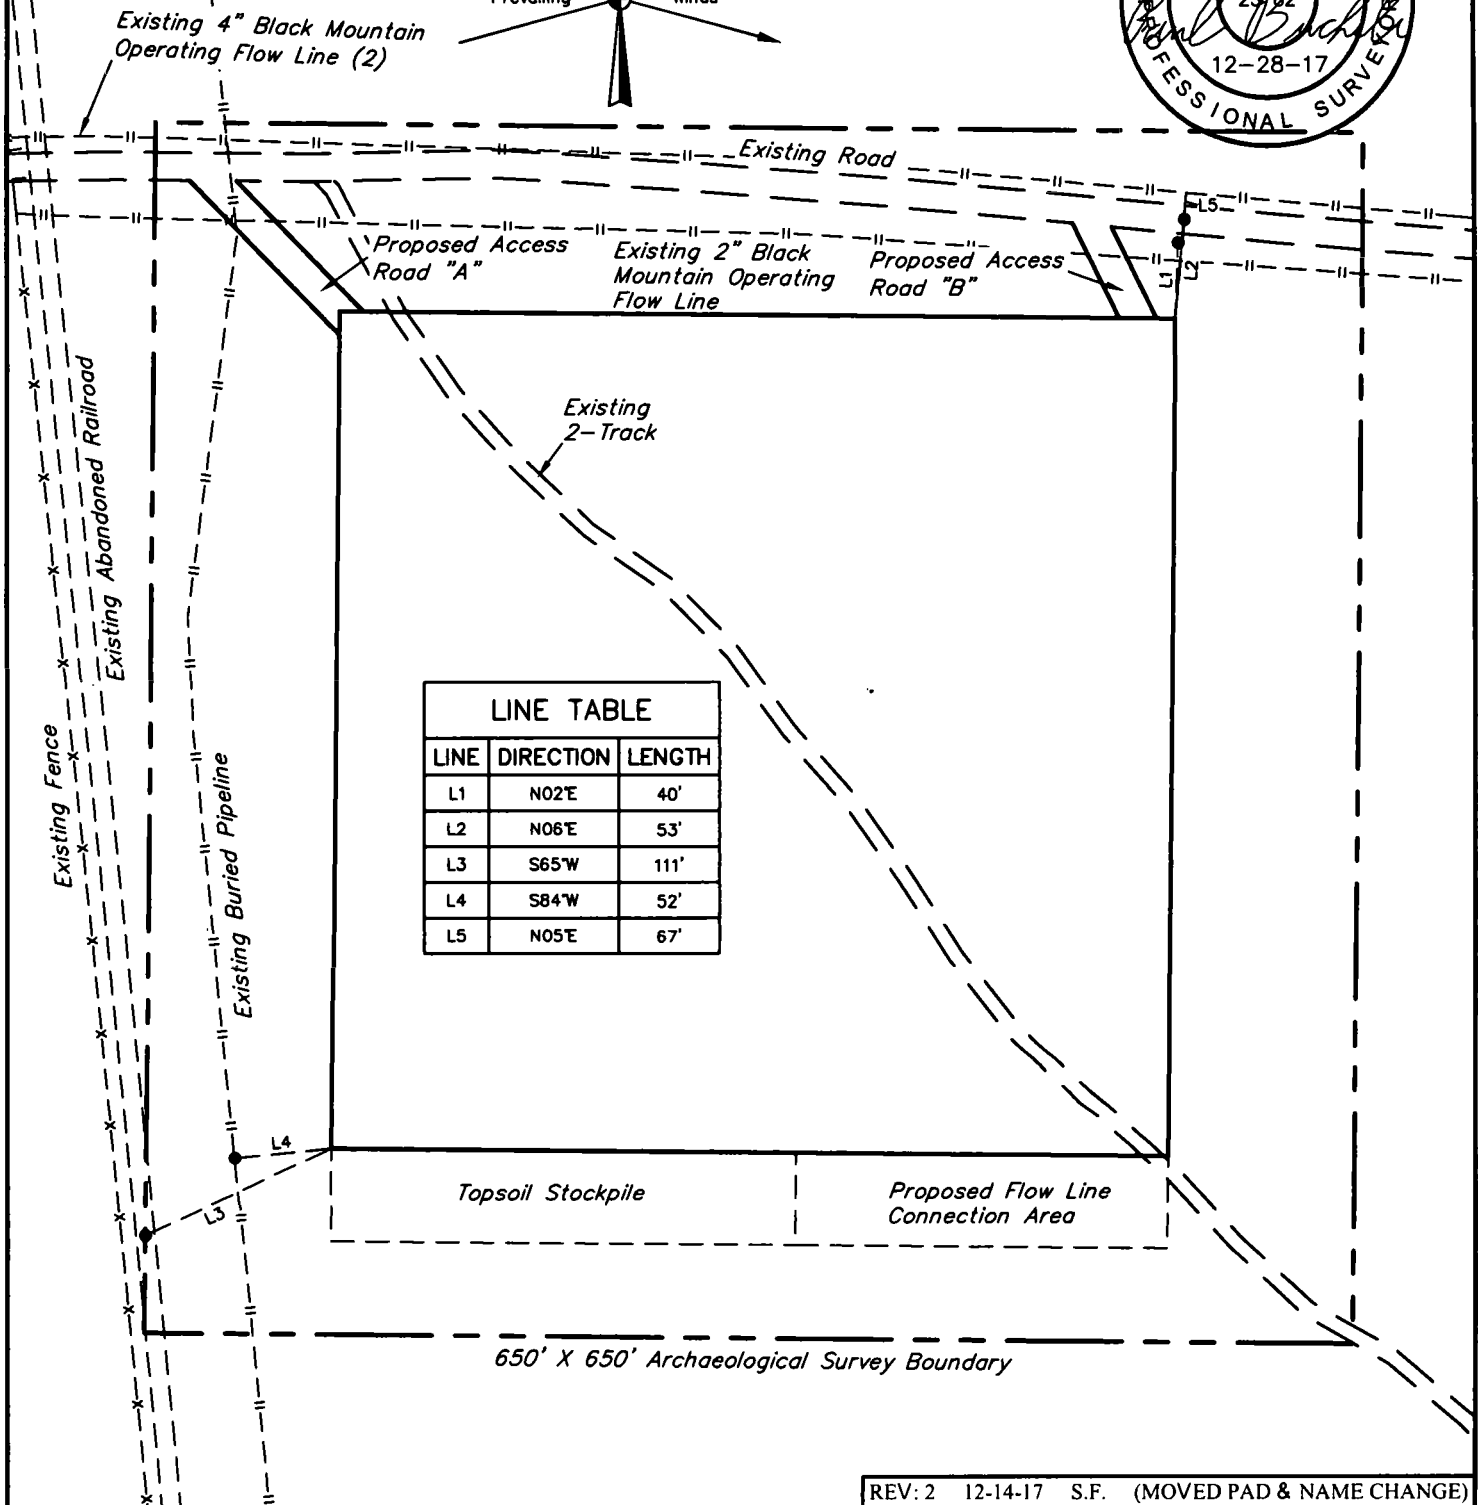 Prevailing Winds
Existing 4" Black Mountain
Operating Flow Line (2)
12-28-17
PROFESSIONAL SURVEYOR
Existing Road
L5
Proposed Access
Road "A"
Existing 2" Black
Mountain Operating
Flow Line
Proposed Access
Road "B"
L1
L2
Existing Abandoned Railroad
Existing
2-Track
LINE TABLE
LINE DIRECTION LENGTH
L1 N02°E 40'
L2 N06°E 53'
L3 S65°W 111'
L4 S84°W 52'
L5 N05°E 67'
Existing Fence
Existing Buried Pipeline
L4
L3
Topsoil Stockpile
Proposed Flow Line
Connection Area
650' X 650' Archaeological Survey Boundary
REV: 2 12-14-17 S.F. (MOVED PAD & NAME CHANGE)